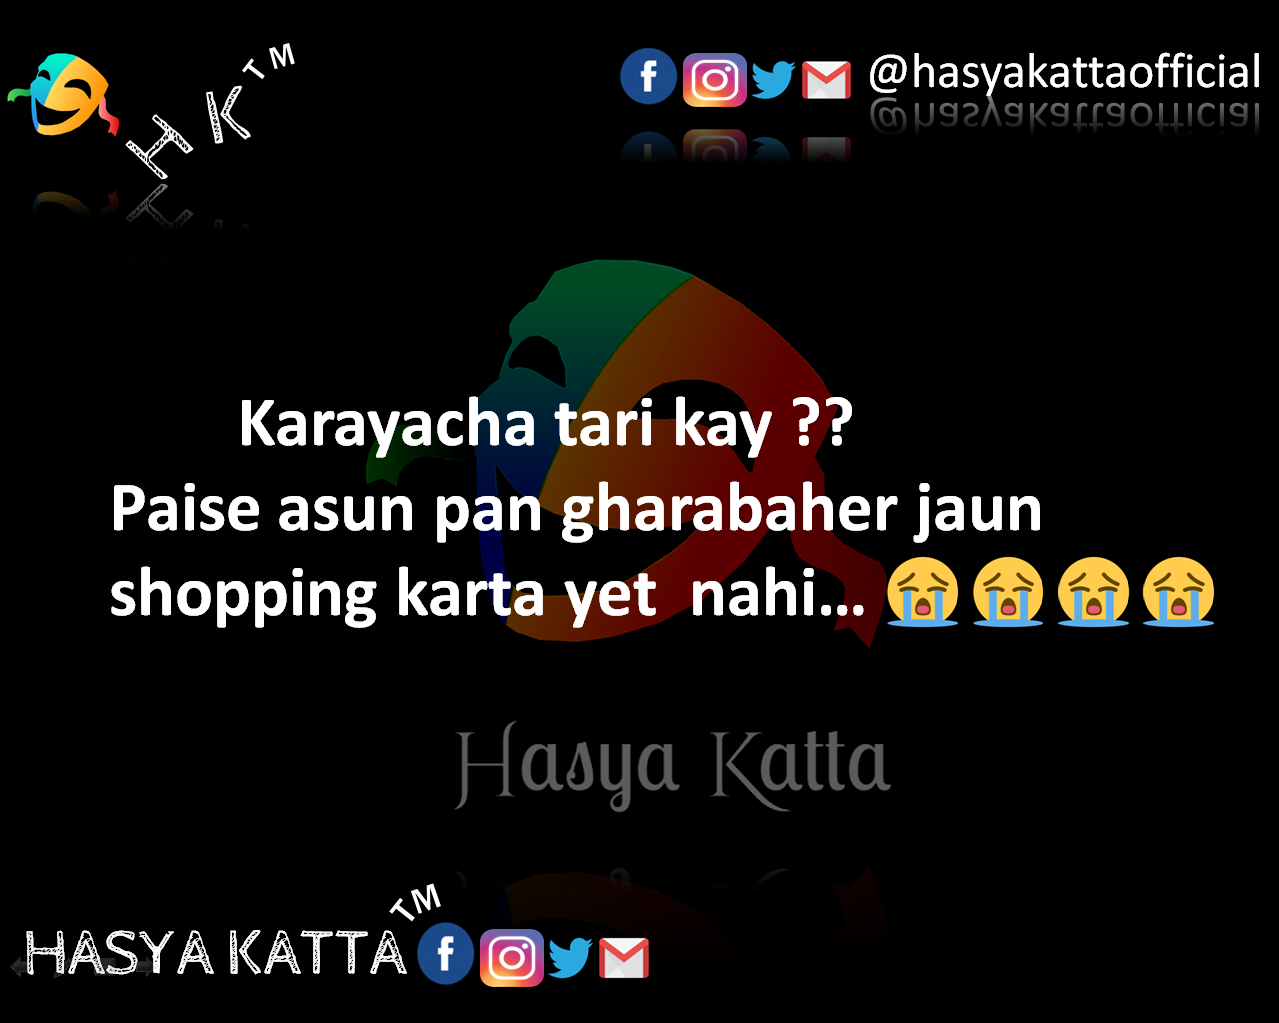 HK™
@hasyakattaofficial
Karayacha tari kay ??
Paise asun pan gharabaher jaun
shopping karta yet nahi... 😭😭😭😭
Hasya Katta
HASYA KATTA™